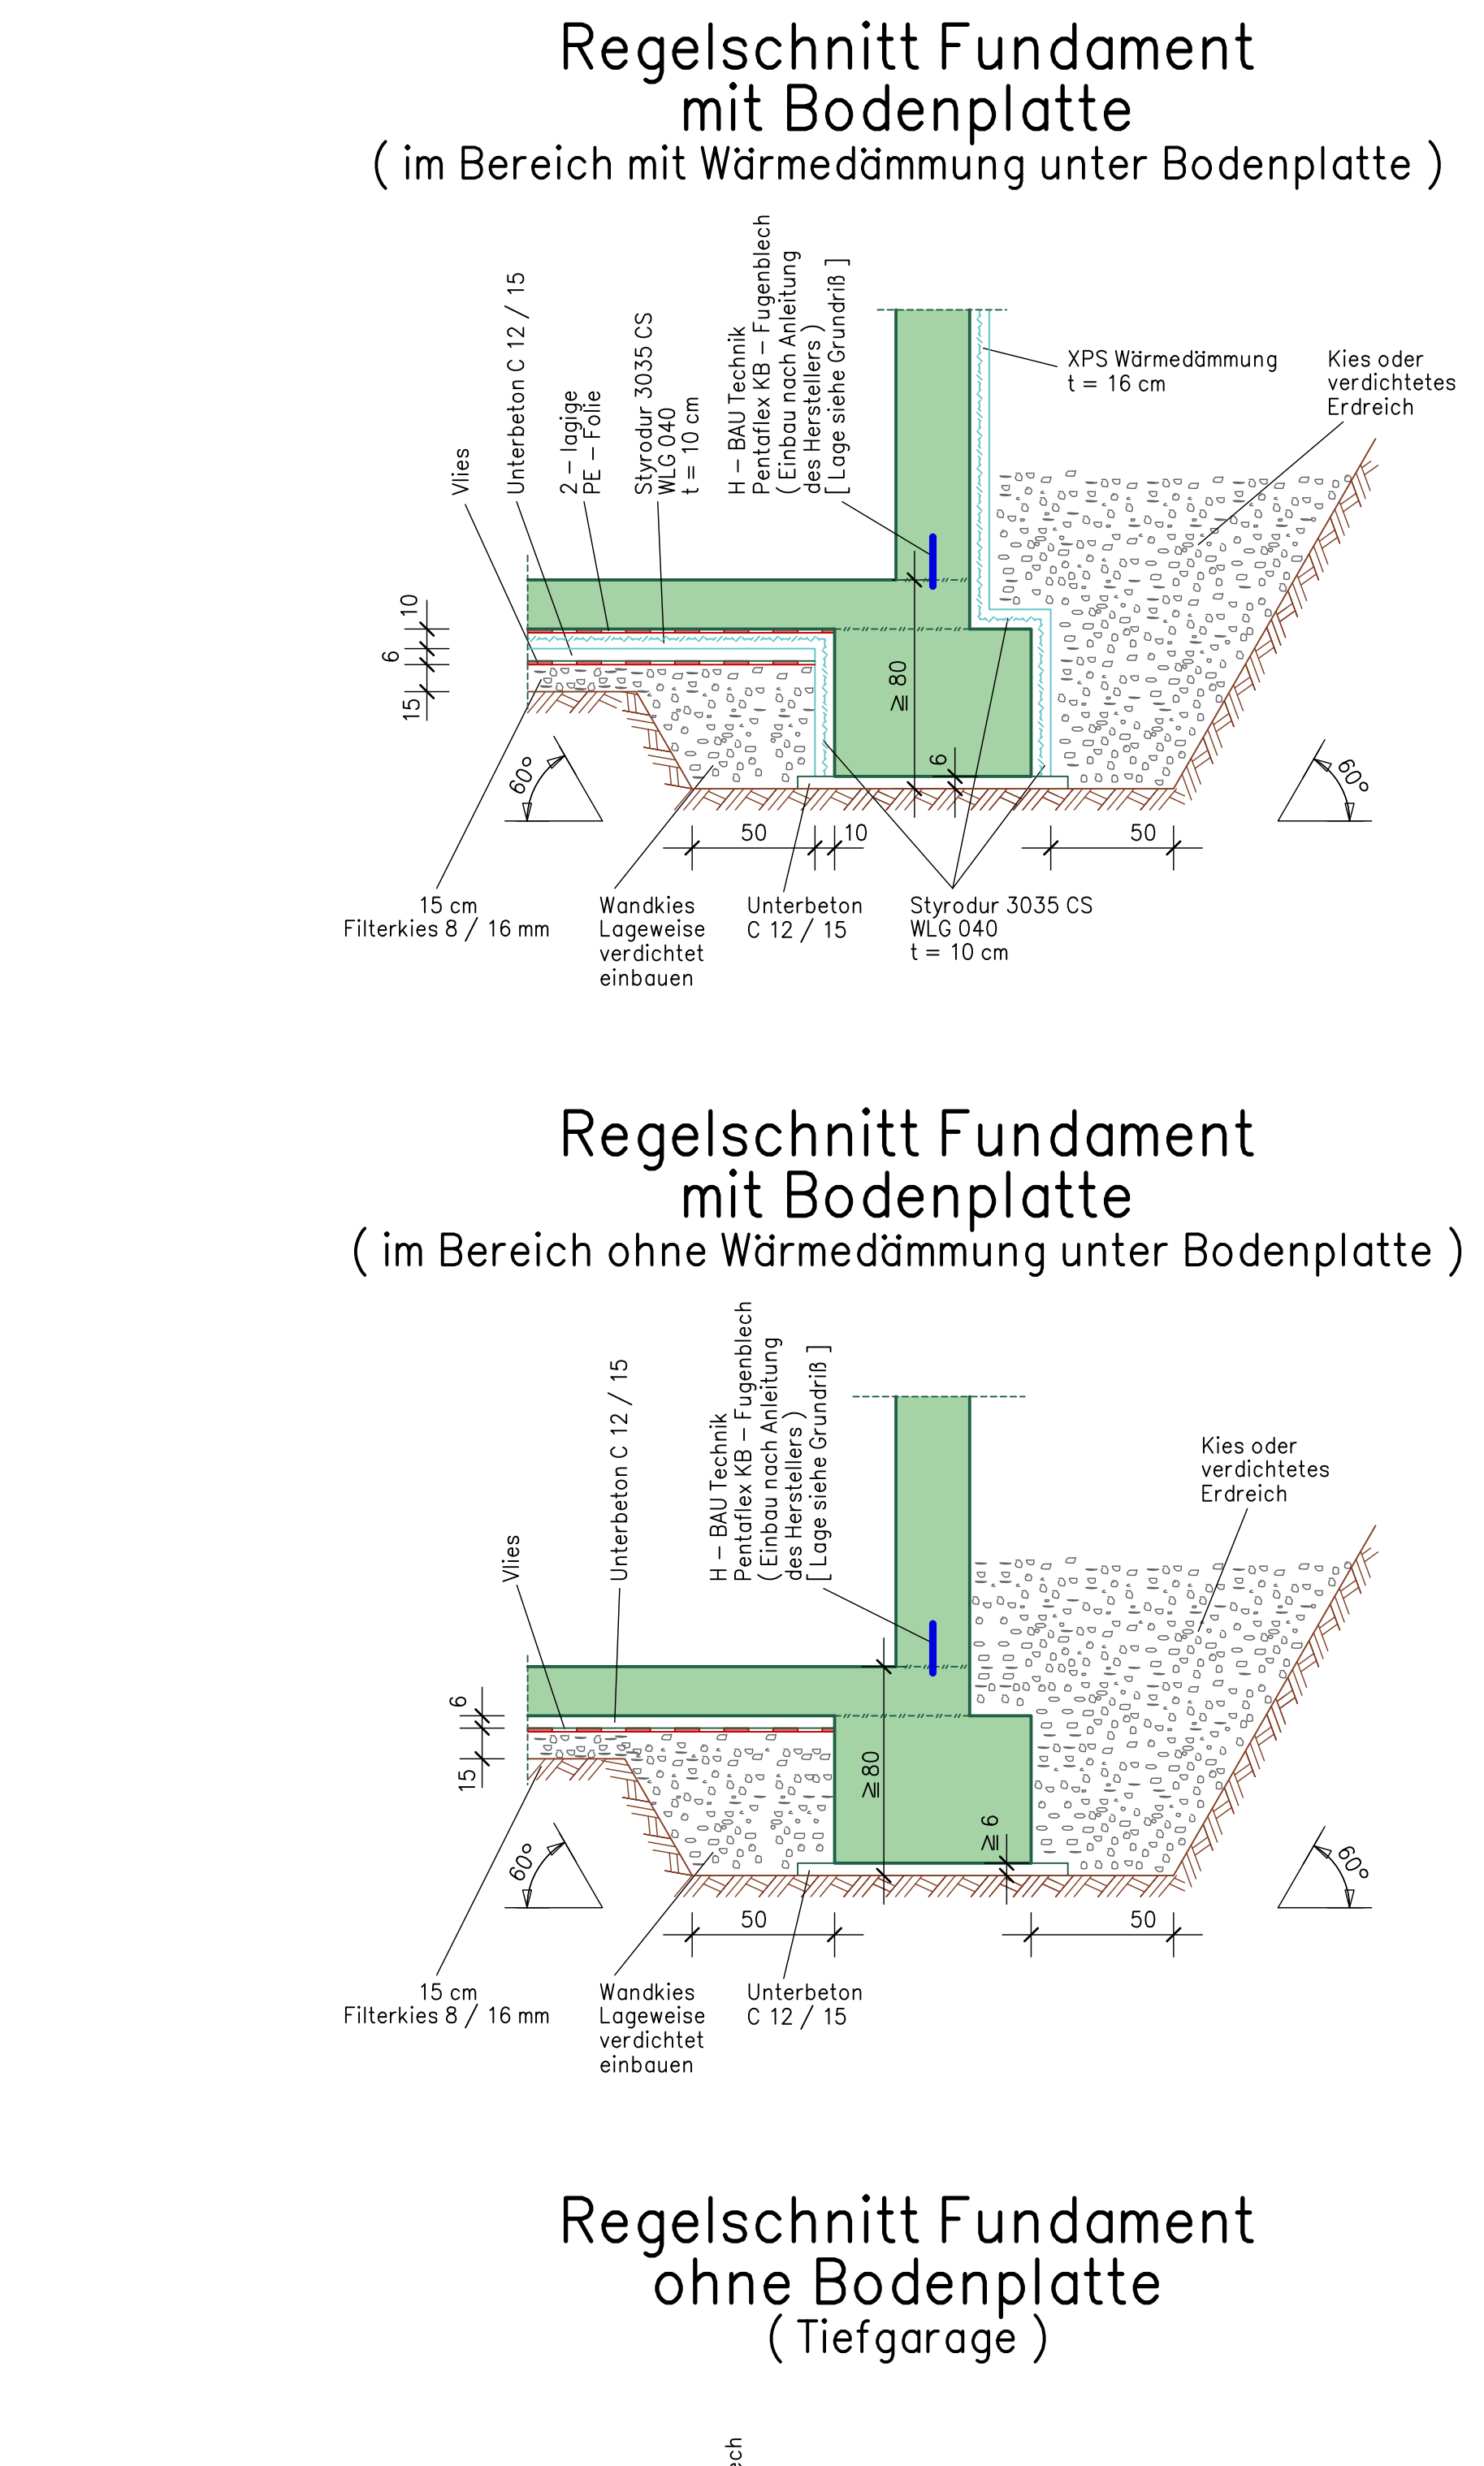 Regelschnitt Fundament
mit Bodenplatte
( im Bereich mit Wärmedämmung unter Bodenplatte )
Vlies
Unterbeton C 12 / 15
2 – lagige
PE – Folie
Styrodur 3035 CS
WLG 040
t = 10 cm
H – BAU Technik
Pentaflex KB – Fugenblech
( Einbau nach Anleitung
des Herstellers )
[ Lage siehe Grundriß ]
XPS Wärmedämmung
t = 16 cm
Kies oder
verdichtetes
Erdreich
10
6
15
≧ 80
6
60°
60°
50
10
50
15 cm
Filterkies 8 / 16 mm
Wandkies
Lageweise
verdichtet
einbauen
Unterbeton
C 12 / 15
Styrodur 3035 CS
WLG 040
t = 10 cm
Regelschnitt Fundament
mit Bodenplatte
( im Bereich ohne Wärmedämmung unter Bodenplatte )
Vlies
Unterbeton C 12 / 15
H – BAU Technik
Pentaflex KB – Fugenblech
( Einbau nach Anleitung
des Herstellers )
[ Lage siehe Grundriß ]
Kies oder
verdichtetes
Erdreich
6
15
≧ 80
≧ 6
60°
60°
50
50
15 cm
Filterkies 8 / 16 mm
Wandkies
Lageweise
verdichtet
einbauen
Unterbeton
C 12 / 15
Regelschnitt Fundament
ohne Bodenplatte
( Tiefgarage )
ech